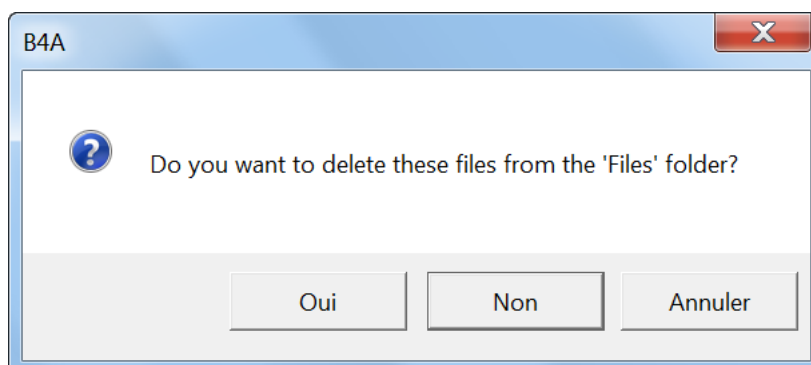 B4A
Do you want to delete these files from the 'Files' folder?
Oui
Non
Annuler